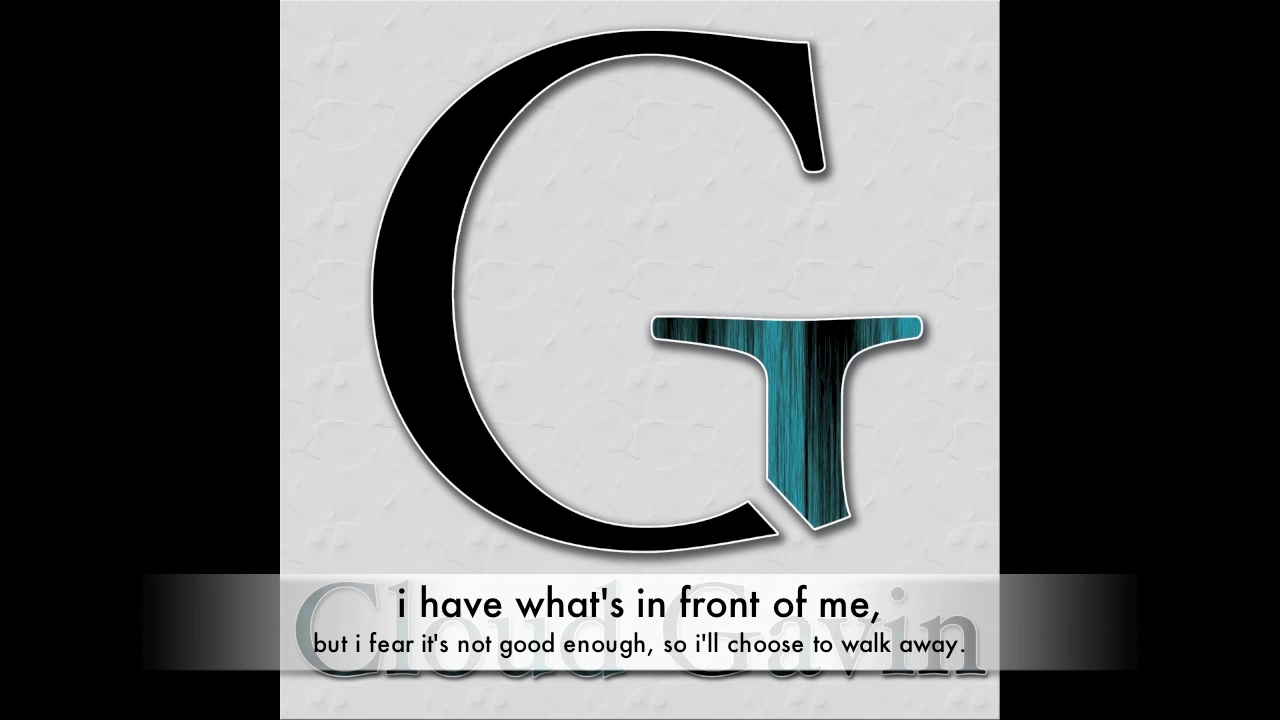 G
i have what's in front of me,
but i fear it's not good enough, so i'll choose to walk away.
Cloud Gavin